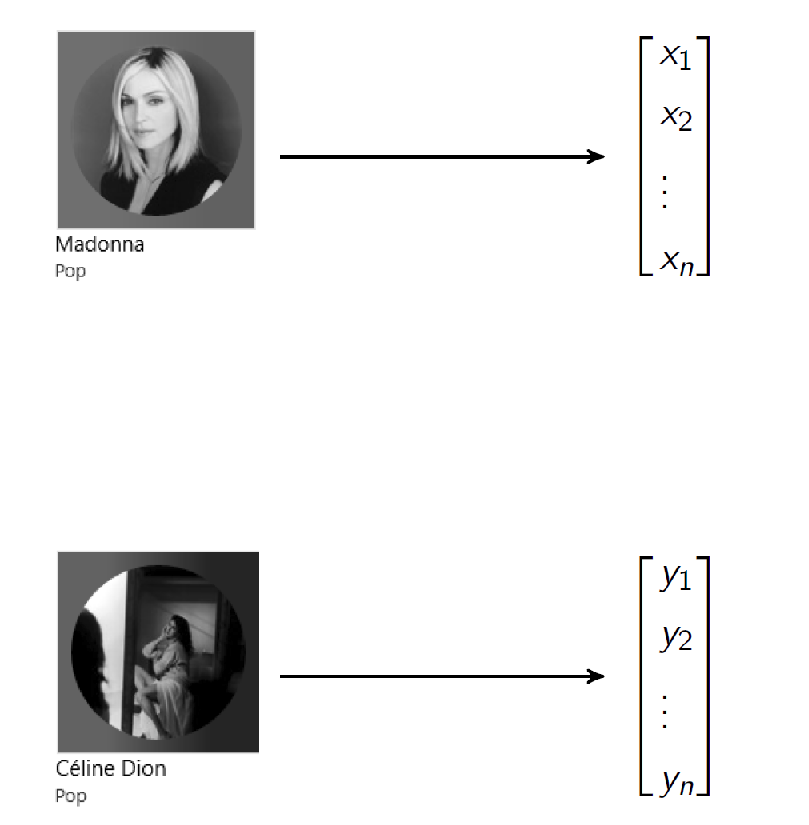 Madonna
Pop
x₁
x₂
⋮
xₙ
Céline Dion
Pop
y₁
y₂
⋮
yₙ